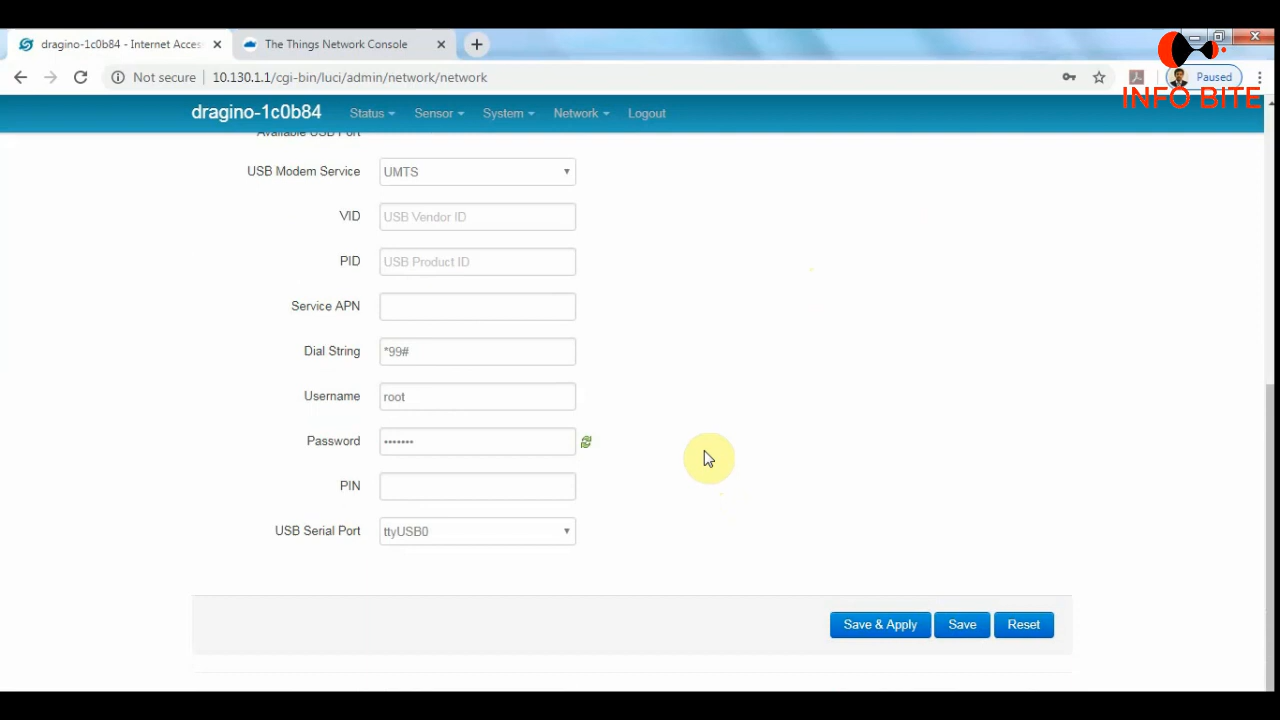 dragino-1c0b84 - Internet Acces
The Things Network Console
Not secure
10.130.1.1/cgi-bin/luci/admin/network/network
Paused
INFO BITE
dragino-1c0b84
Status
Sensor
System
Network
Logout
Available USB Port
USB Modem Service
UMTS
VID
USB Vendor ID
PID
USB Product ID
Service APN
Dial String
*99#
Username
root
Password
•••••••
PIN
USB Serial Port
ttyUSB0
Save & Apply
Save
Reset